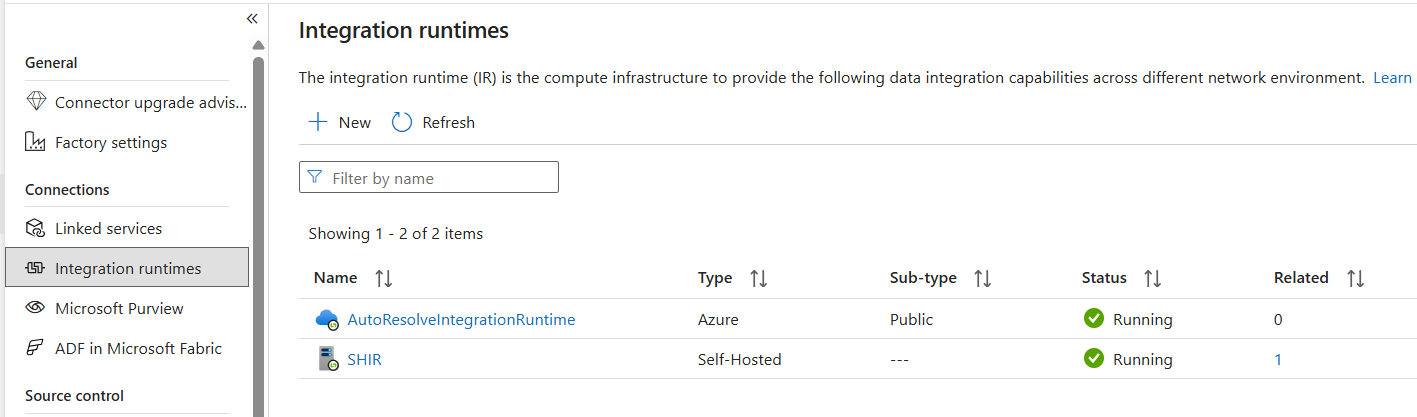 «
General
Connector upgrade advis...
Factory settings
Connections
Linked services
Integration runtimes
Microsoft Purview
ADF in Microsoft Fabric
Source control
Integration runtimes
The integration runtime (IR) is the compute infrastructure to provide the following data integration capabilities across different network environment. Learn
New Refresh
Filter by name
Showing 1 - 2 of 2 items
Name Type Sub-type Status Related
AutoResolveIntegrationRuntime Azure Public Running 0
SHIR Self-Hosted --- Running 1